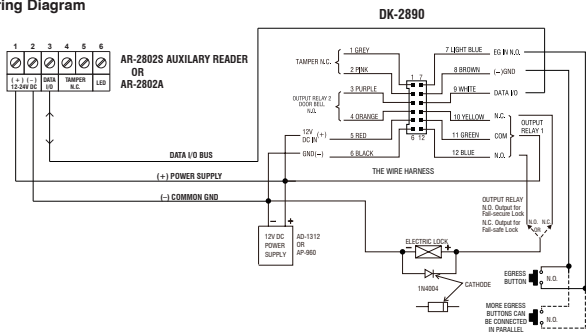 ring Diagram
DK-2890
1 2 3 4 5 6
(+) (–) DATA TAMPER LED
12-24V DC I/O N.C.
AR-2802S AUXILARY READER
OR
AR-2802A
TAMPER N.C.
1 GREY
2 PINK
OUTPUT RELAY 2
DOOR BELL
N.O.
3 PURPLE
4 ORANGE
12V
DC IN (+)
5 RED
GND(–)
6 BLACK
1 7
6 12
7 LIGHT BLUE
EG IN N.O.
8 BROWN
(–)GND
9 WHITE
DATA I/O
10 YELLOW
N.C.
11 GREEN
COM
12 BLUE
N.O.
OUTPUT
RELAY 1
THE WIRE HARNESS
DATA I/O BUS
(+) POWER SUPPLY
(–) COMMON GND
– +
12V DC
POWER
SUPPLY
AD-1312
OR
AP-960
OUTPUT RELAY
N.O. Output for
Fail-secure Lock
N.C. Output for
Fail-safe Lock
N.O. N.C.
OR
ELECTRIC LOCK
– +
1N4004
CATHODE
EGRESS
BUTTON
N.O.
MORE EGRESS
BUTTONS CAN
BE CONNECTED
IN PARALLEL
N.O.